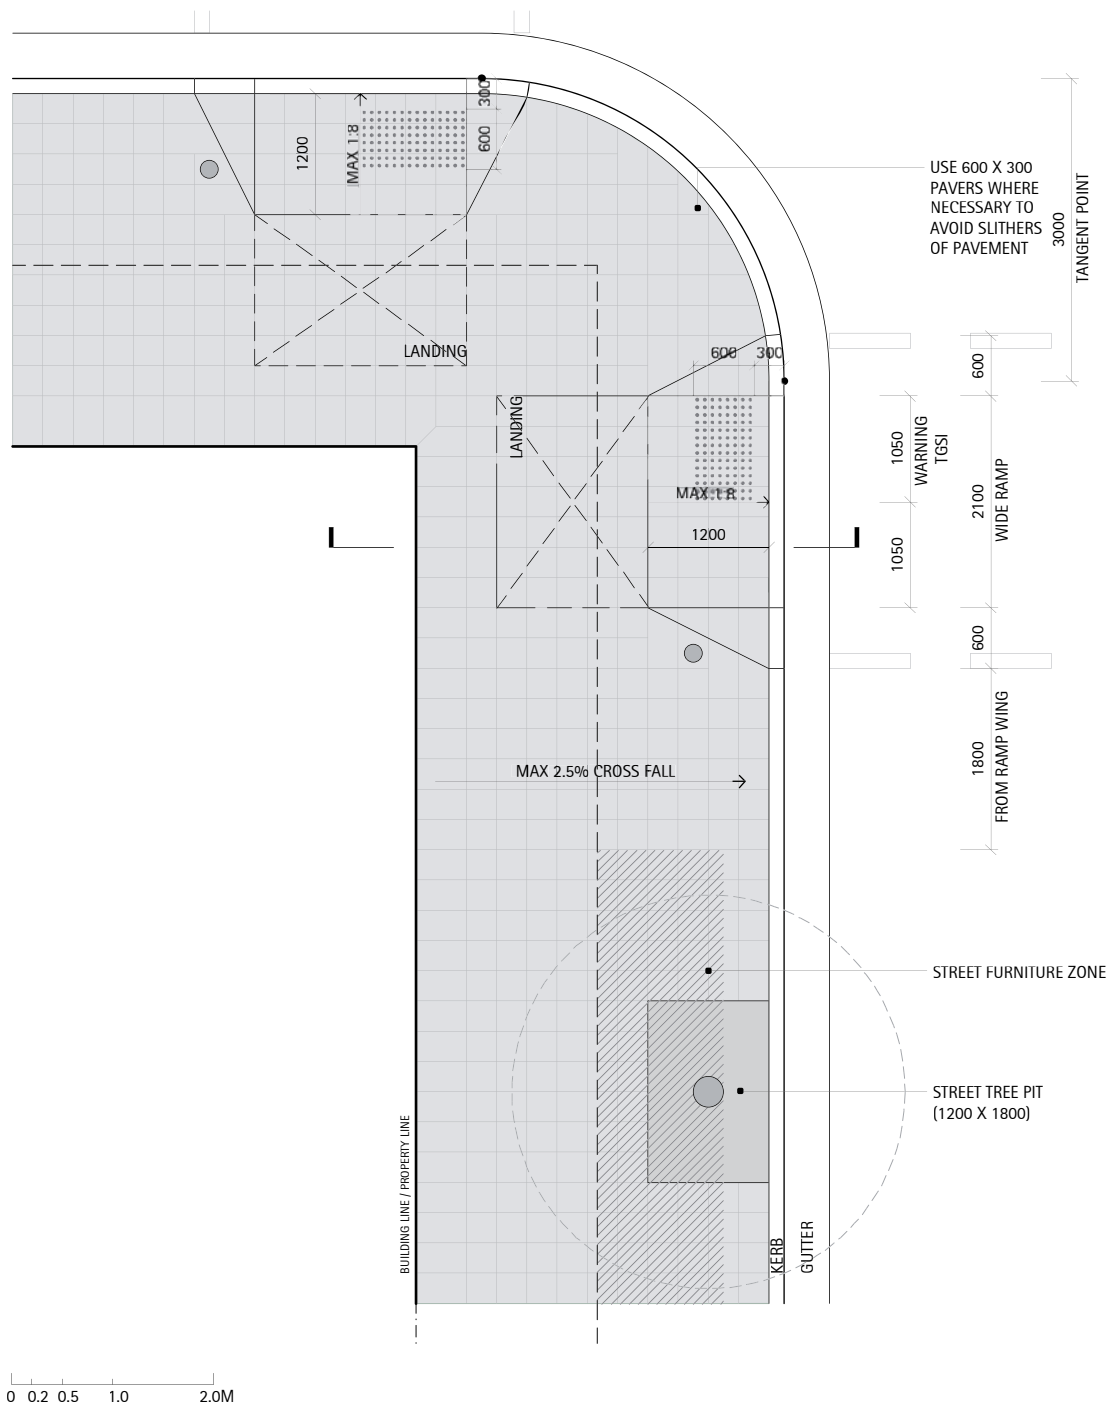 300
600
1200
MAX 1:8
USE 600 X 300
PAVERS WHERE
NECESSARY TO
AVOID SLITHERS
OF PAVEMENT
3000
TANGENT POINT
LANDING
600
300
600
LANDING
1050
WARNING
TGSI
MAX 1:8
2100
WIDE RAMP
1200
1050
600
MAX 2.5% CROSS FALL
1800
FROM RAMP WING
STREET FURNITURE ZONE
STREET TREE PIT
(1200 X 1800)
BUILDING LINE / PROPERTY LINE
KERB
GUTTER
0 0.2 0.5 1.0 2.0M